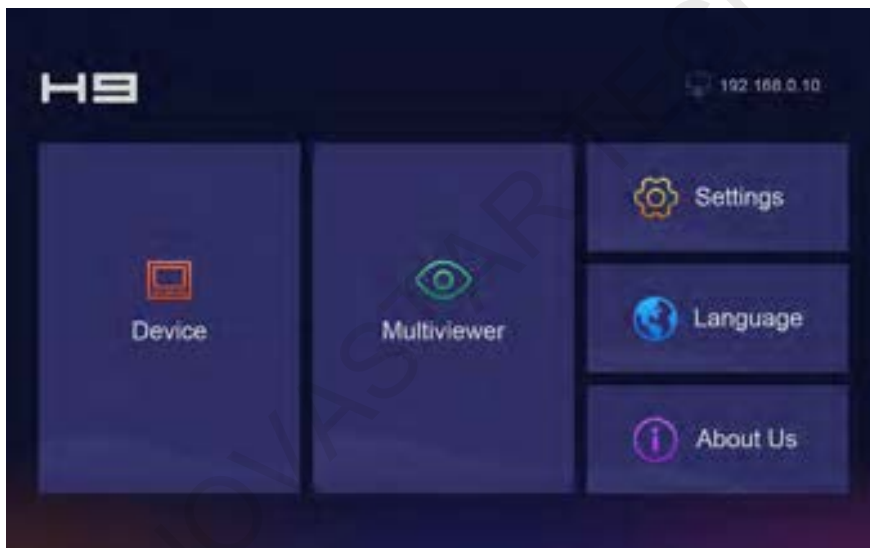 H9
192.168.0.10
Device
Multiviewer
Settings
Language
About Us